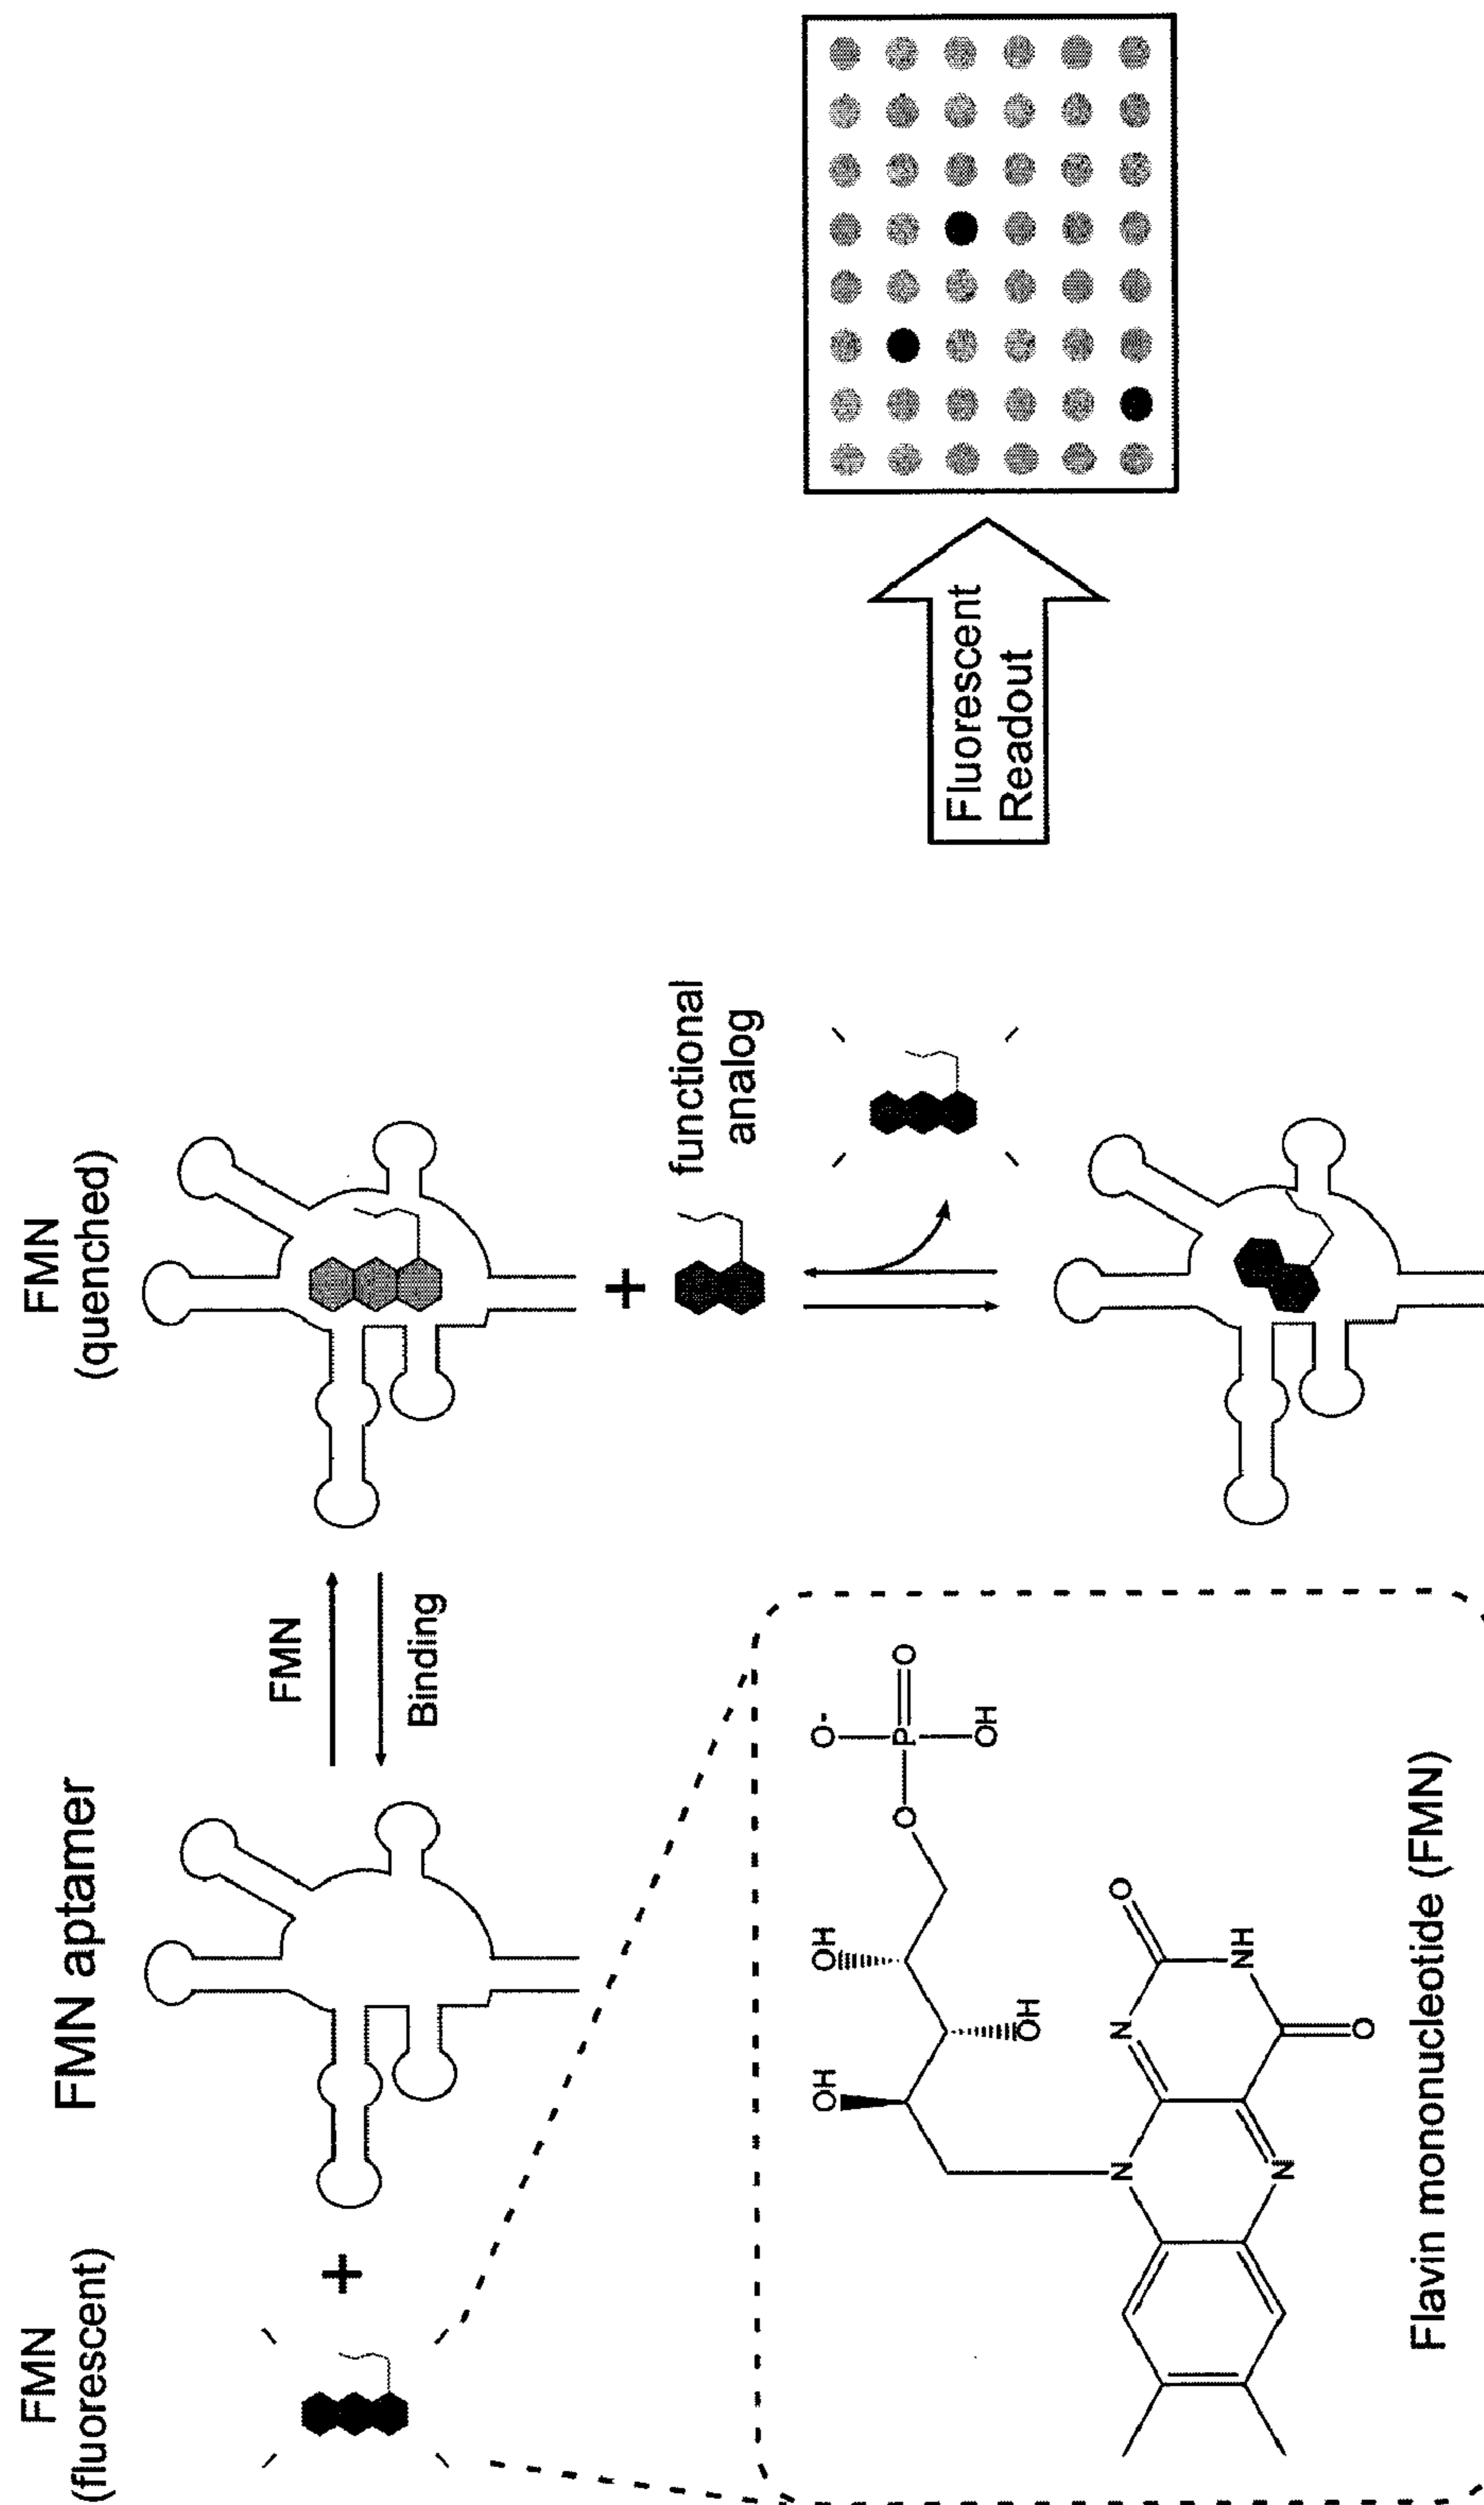 FMN
(fluorescent)
+
FMN aptamer
FMN
Binding
FMN
(quenched)
+
functional
analog
Fluorescent
Readout
O-
O
P
OH
O
OH
OH
OH
N
N
O
NH
N
O
Flavin mononucleotide (FMN)